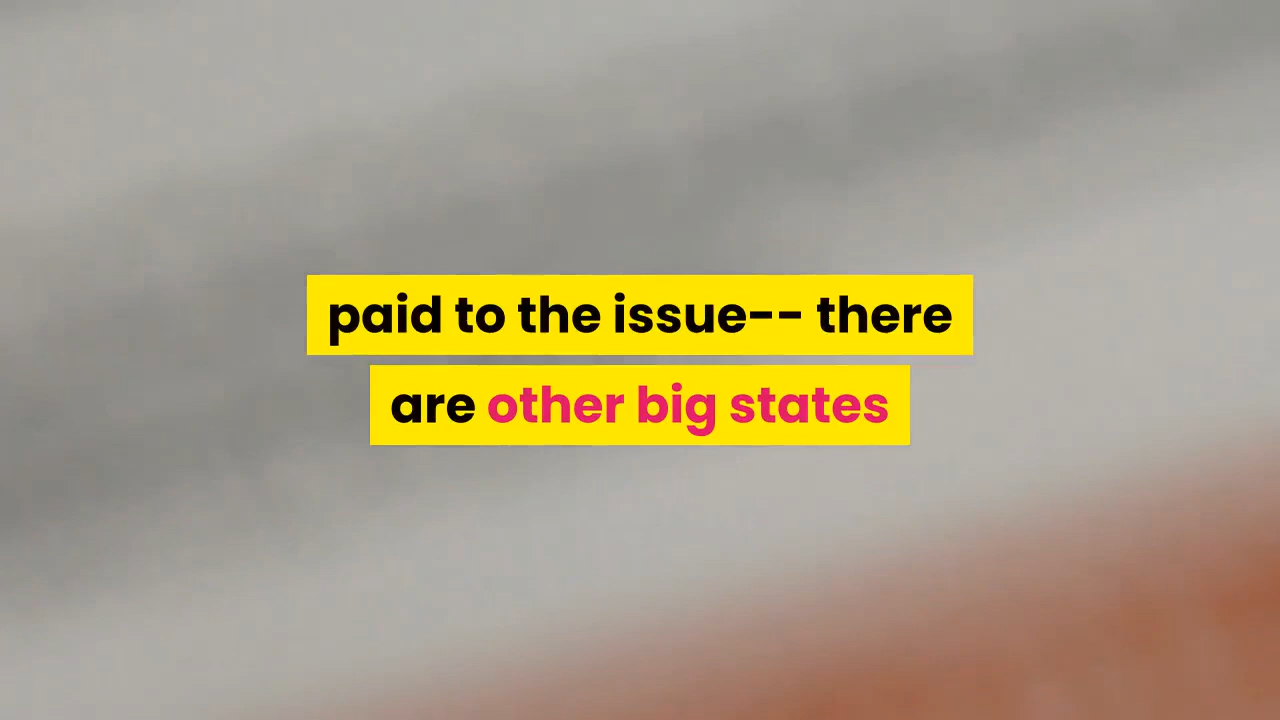 paid to the issue-- there
are other big states